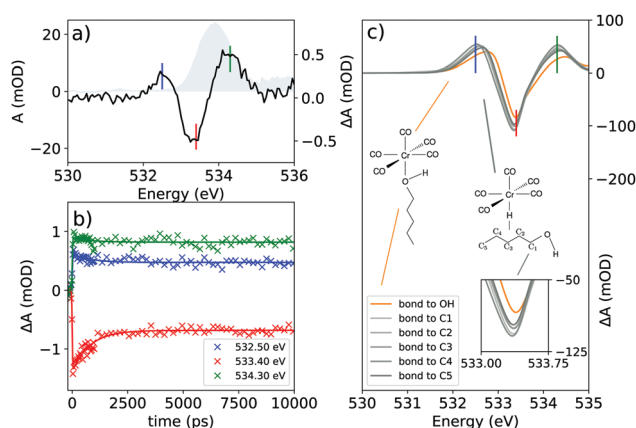 a)
A (mOD)
20
0
−20
0.5
0.0
−0.5
ΔA (mOD)
530
532
534
536
Energy (eV)
b)
ΔA (mOD)
1
0
−1
532.50 eV
533.40 eV
534.30 eV
0
2500
5000
7500
10000
time (ps)
c)
100
0
−100
−200
ΔA (mOD)
CO
CO
CO
CO
CO
Cr
O
H
CO
CO
CO
CO
CO
Cr
H
C4
C2
OH
C5
C3
C1
H
bond to OH
bond to C1
bond to C2
bond to C3
bond to C4
bond to C5
−50
−125
533.00
533.75
530
531
532
533
534
535
Energy (eV)